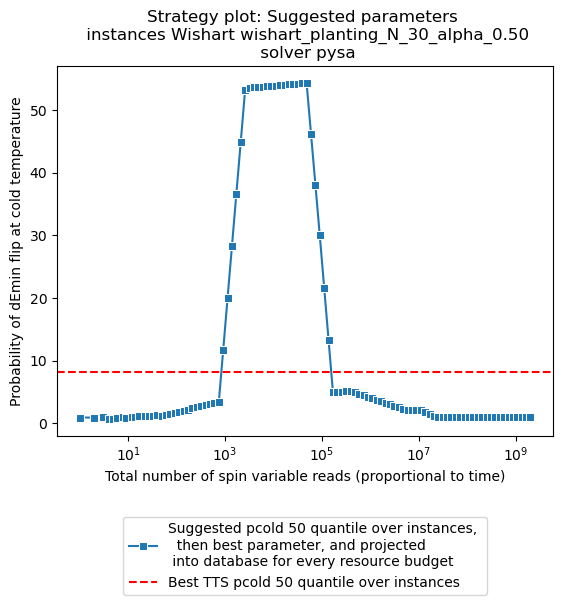 Strategy plot: Suggested parameters
instances Wishart wishart_planting_N_30_alpha_0.50
solver pysa
Probability of dEmin flip at cold temperature
50
40
30
20
10
0
10^1
10^3
10^5
10^7
10^9
Total number of spin variable reads (proportional to time)
Suggested pcold 50 quantile over instances,
then best parameter, and projected
into database for every resource budget
Best TTS pcold 50 quantile over instances